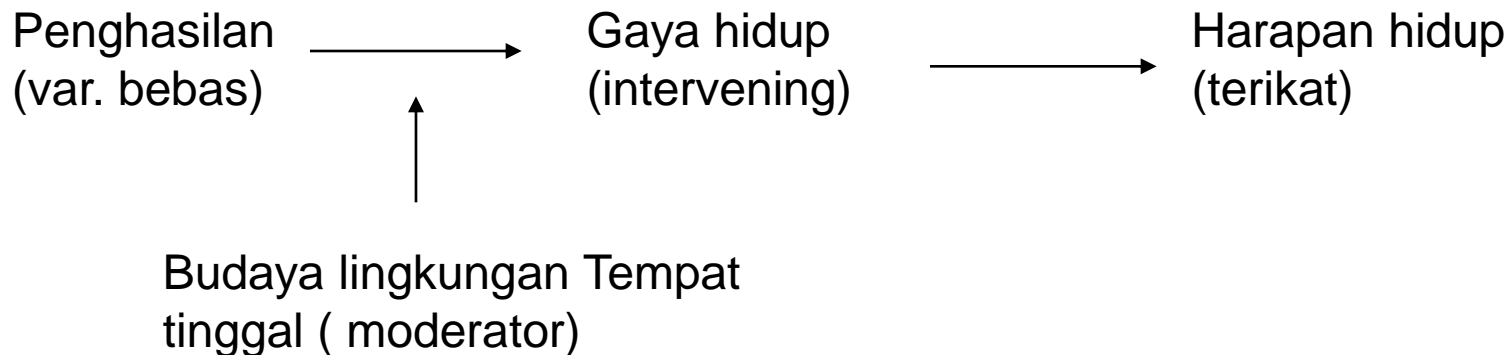 Penghasilan
(var. bebas)
Gaya hidup
(intervening)
Harapan hidup
(terikat)
Budaya lingkungan Tempat
tinggal ( moderator)